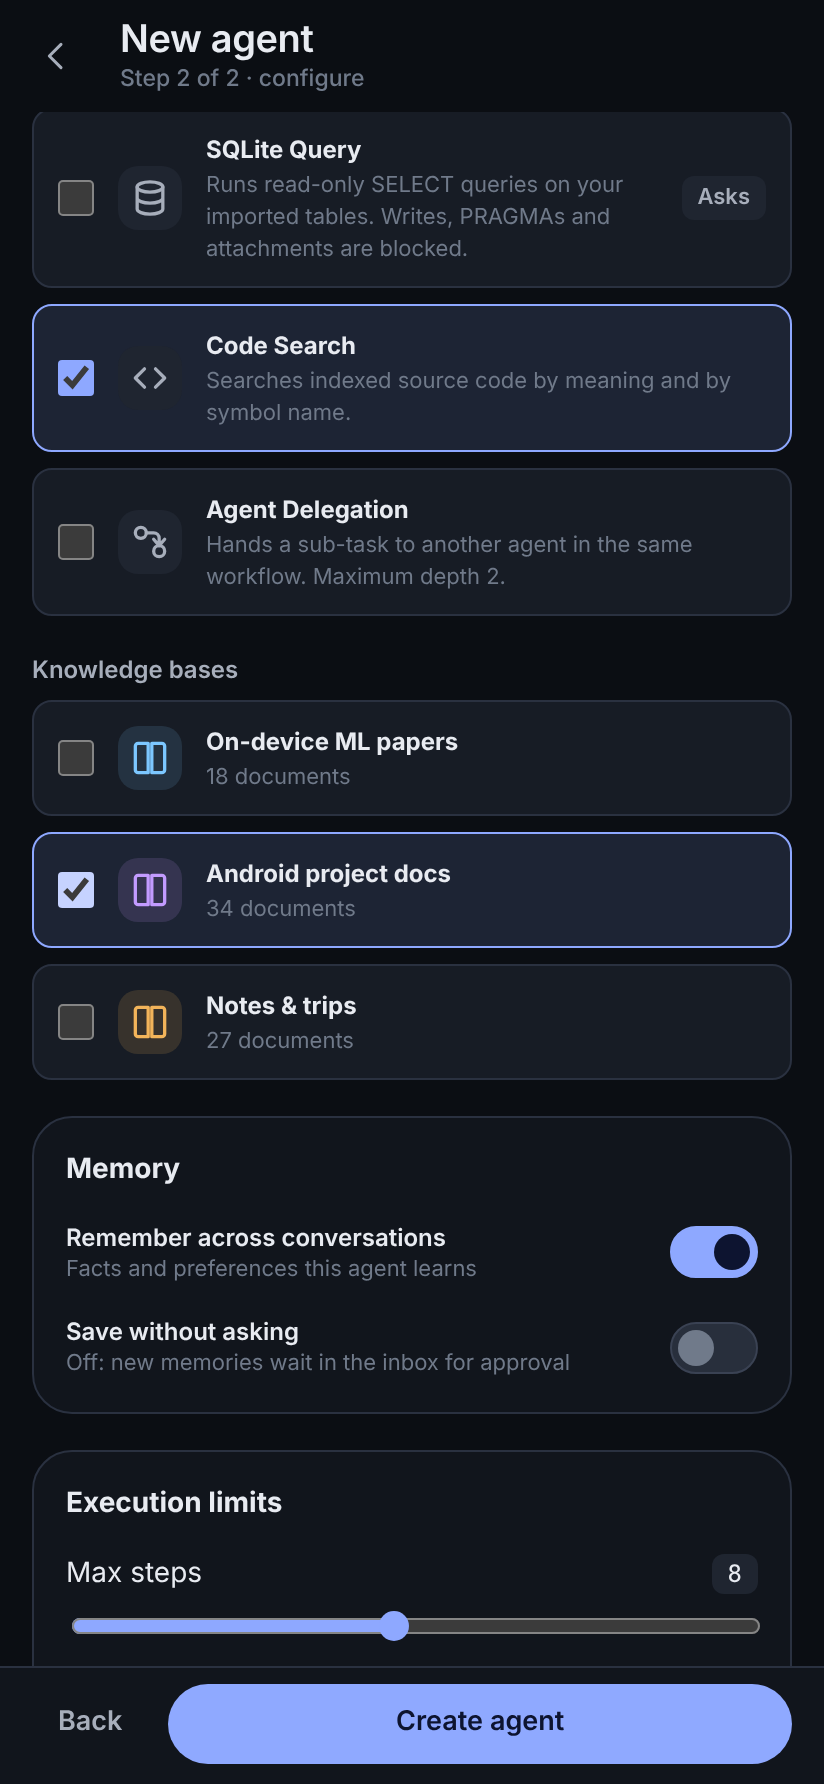 New agent
Step 2 of 2 · configure
SQLite Query
Runs read-only SELECT queries on your
imported tables. Writes, PRAGMAs and
attachments are blocked.
Asks
Code Search
Searches indexed source code by meaning and by
symbol name.
Agent Delegation
Hands a sub-task to another agent in the same
workflow. Maximum depth 2.
Knowledge bases
On-device ML papers
18 documents
Android project docs
34 documents
Notes & trips
27 documents
Memory
Remember across conversations
Facts and preferences this agent learns
Save without asking
Off: new memories wait in the inbox for approval
Execution limits
Max steps
8
Back
Create agent